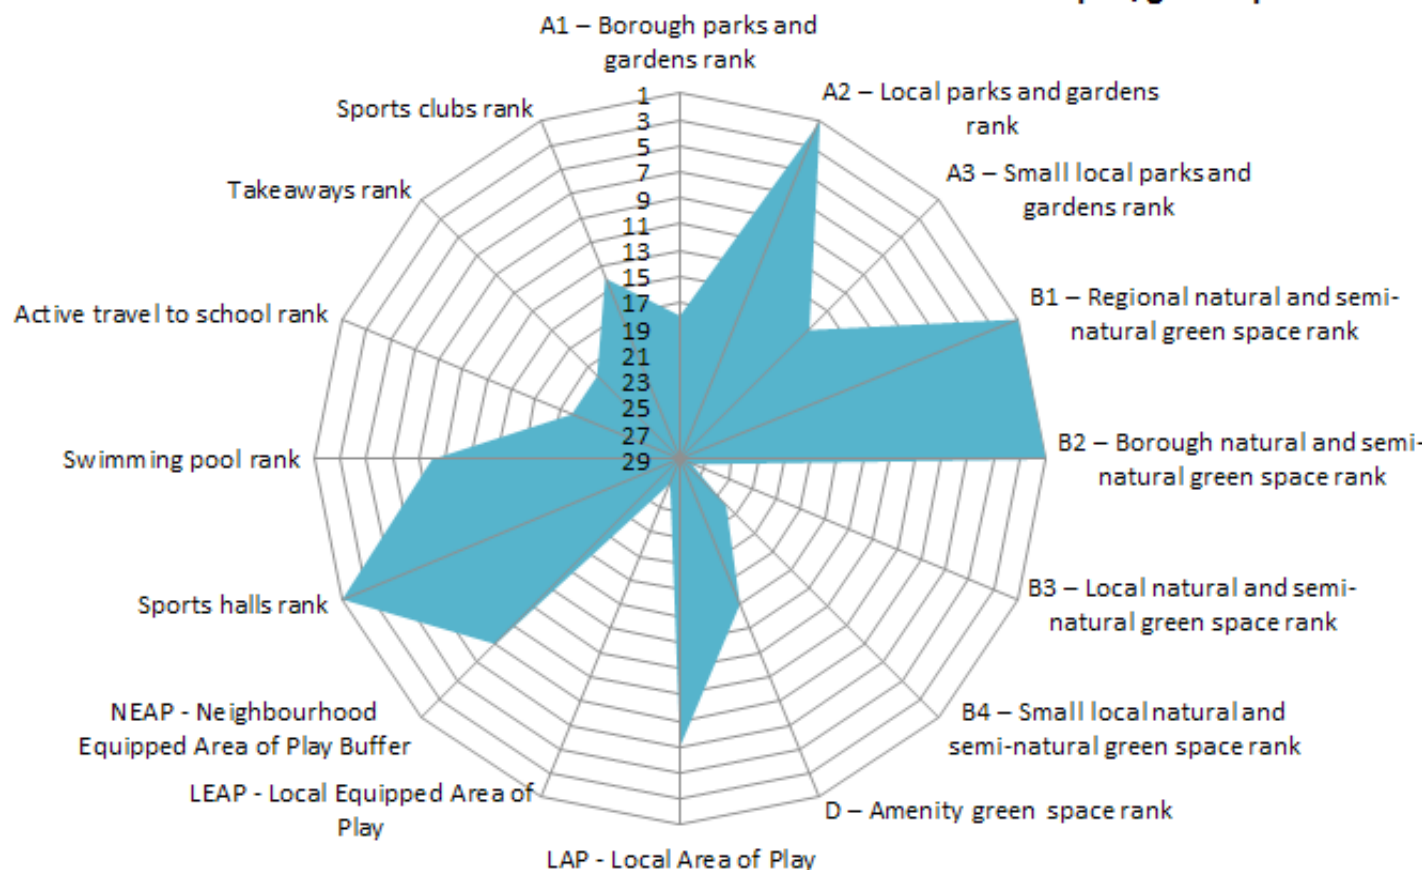 A1 – Borough parks and
gardens rank
A2 – Local parks and gardens
rank
A3 – Small local parks and
gardens rank
B1 – Regional natural and semi-
natural green space rank
B2 – Borough natural and semi-
natural green space rank
B3 – Local natural and semi-
natural green space rank
B4 – Small local natural and
semi-natural green space rank
D – Amenity green space rank
LAP - Local Area of Play
LEAP - Local Equipped Area of
Play
NEAP - Neighbourhood
Equipped Area of Play Buffer
Sports halls rank
Swimming pool rank
Active travel to school rank
Takeaways rank
Sports clubs rank
1
3
5
7
9
11
13
15
17
19
21
23
25
27
29